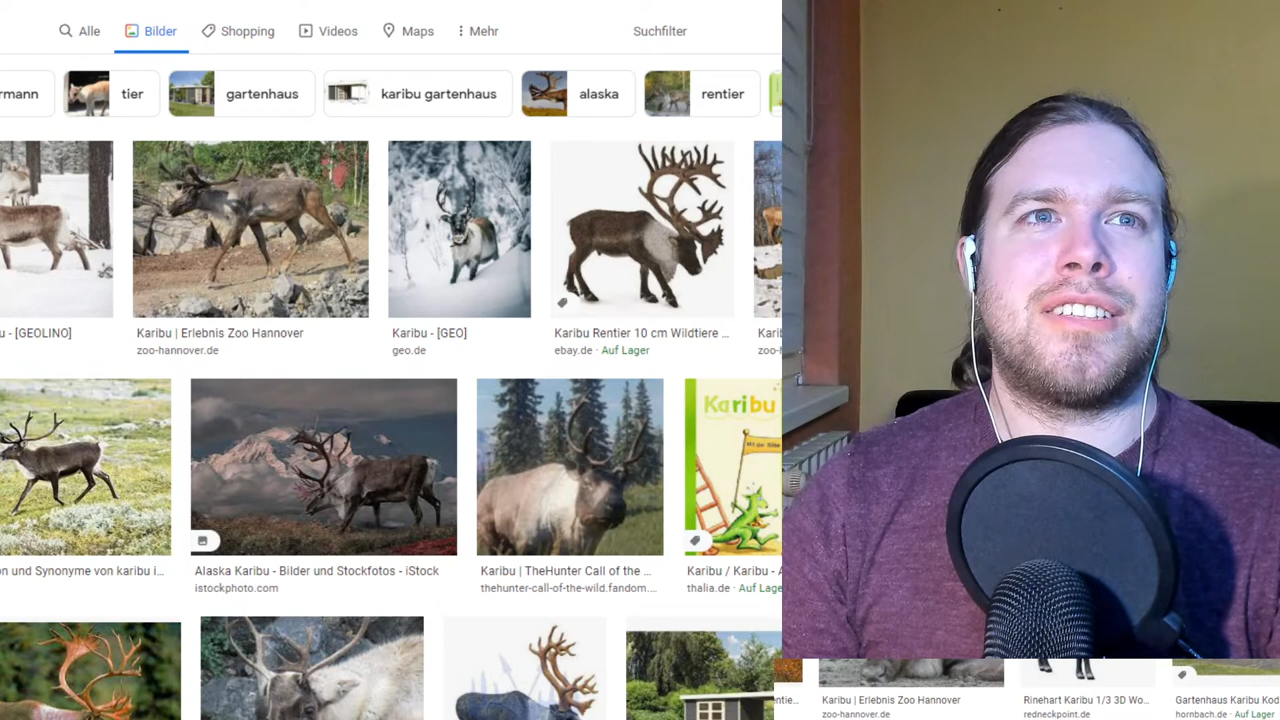 Alle
Bilder
Shopping
Videos
Maps
Mehr
Suchfilter
rmann
tier
gartenhaus
karibu gartenhaus
alaska
rentier
u - [GEOLINO]
Karibu | Erlebnis Zoo Hannover
zoo-hannover.de
Karibu - [GEO]
geo.de
Karibu Rentier 10 cm Wildtiere ...
ebay.de · Auf Lager
Karib
zoo-h
Karibu
n und Synonyme von karibu i...
Alaska Karibu - Bilder und Stockfotos - iStock
istockphoto.com
Karibu | TheHunter Call of the ...
thehunter-call-of-the-wild.fandom....
Karibu / Karibu - A
thalia.de · Auf Lage
tie...
Karibu | Erlebnis Zoo Hannover
zoo-hannover.de
Rinehart Karibu 1/3 3D Wo...
redneckpoint.de
Gartenhaus Karibu Ko
hornbach.de · Auf Lager